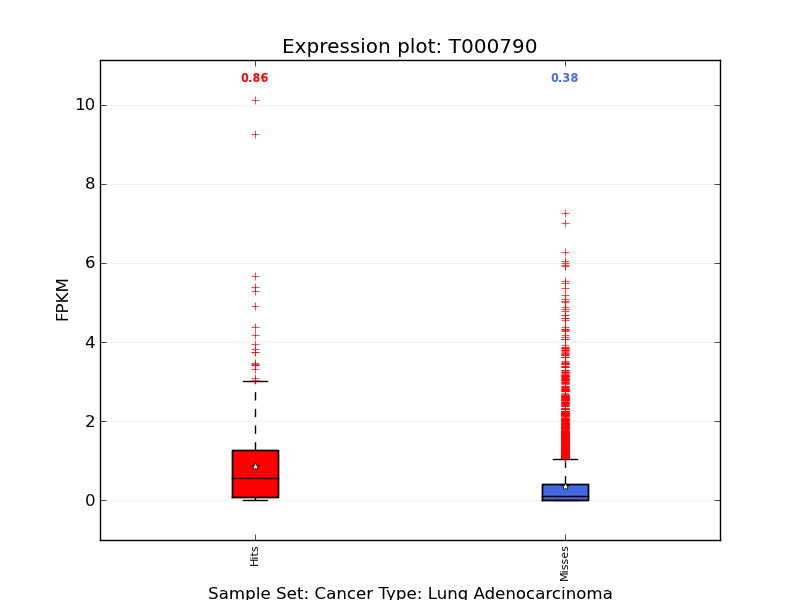 Expression plot: T000790
0.86
0.38
10
8
6
4
2
0
FPKM
Hits
Misses
Sample Set: Cancer Type: Lung Adenocarcinoma